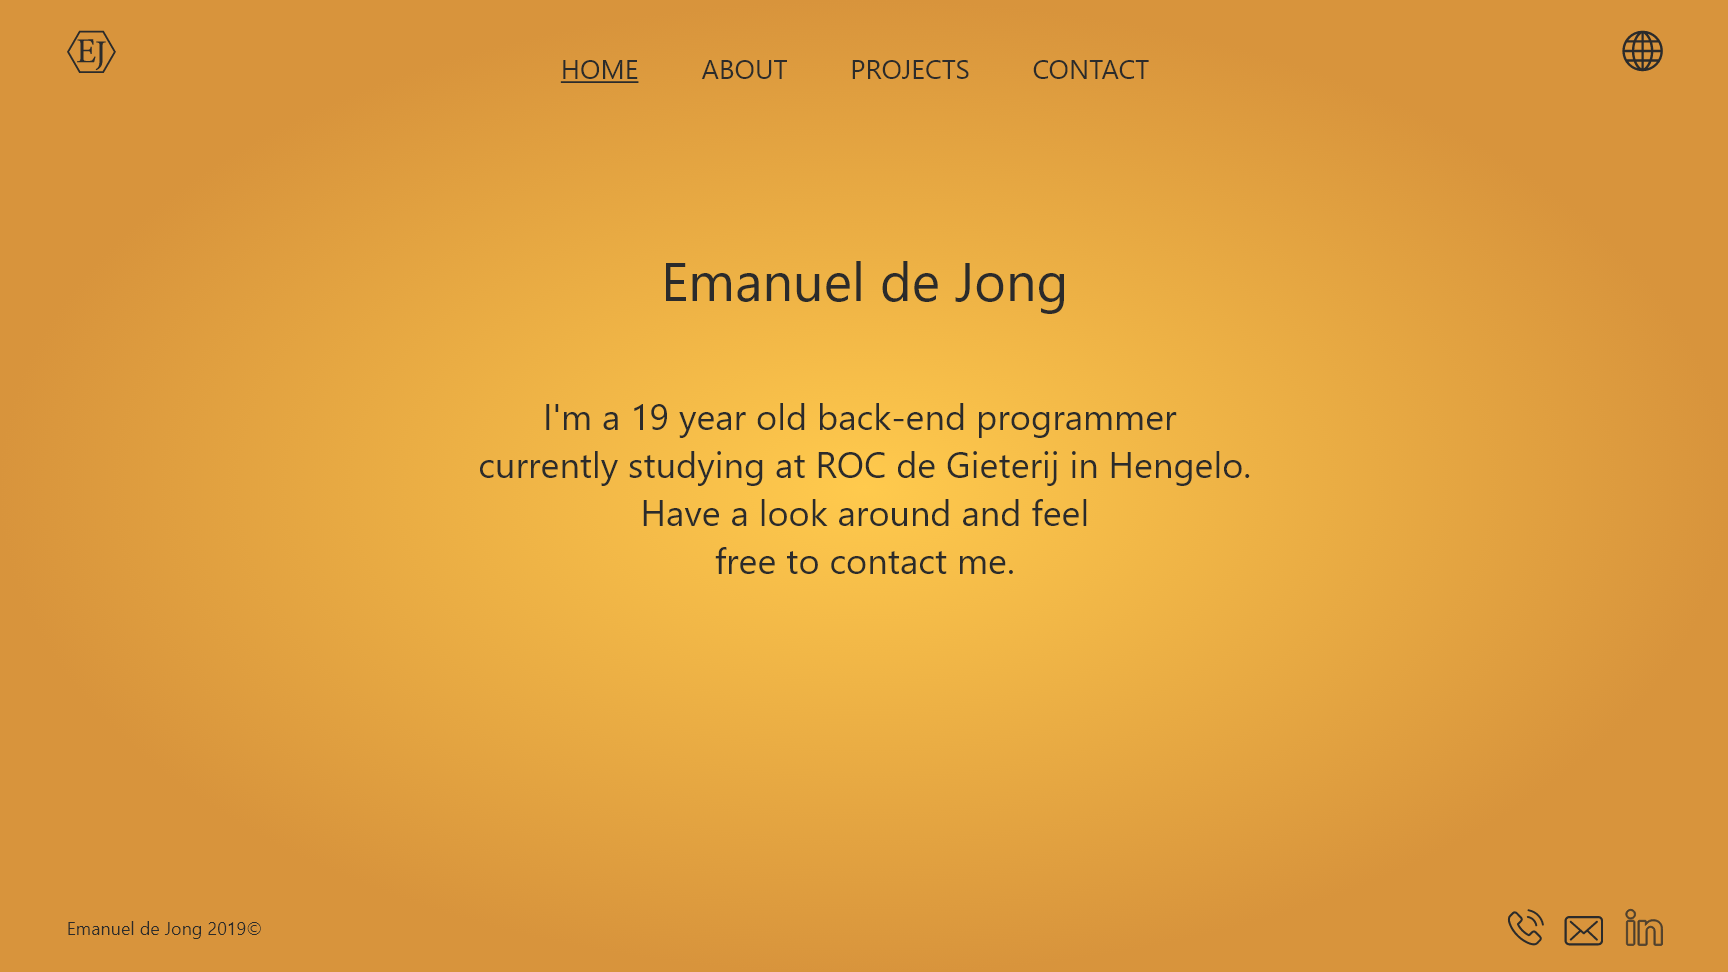 EJ
HOME ABOUT PROJECTS CONTACT
Emanuel de Jong
I'm a 19 year old back-end programmer
currently studying at ROC de Gieterij in Hengelo.
Have a look around and feel
free to contact me.
Emanuel de Jong 2019©
in